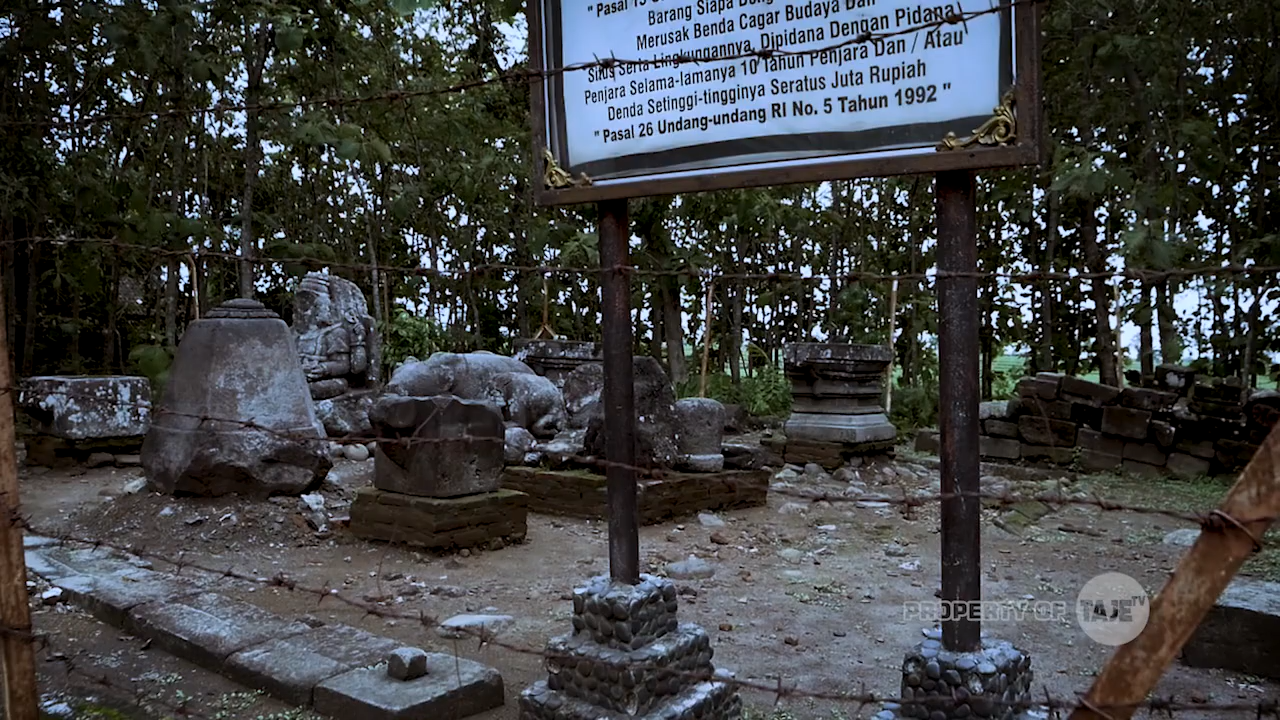 "Pasal 15
Barang Siapa
Merusak Benda Cagar Budaya Dan
Situs Serta Lingkungannya, Dipidana Dengan Pidana
Penjara Selama-lamanya 10 Tahun Penjara Dan / Atau
Denda Setinggi-tingginya Seratus Juta Rupiah
" Pasal 26 Undang-undang RI No. 5 Tahun 1992 "
PROPERTY OF TAJE TV